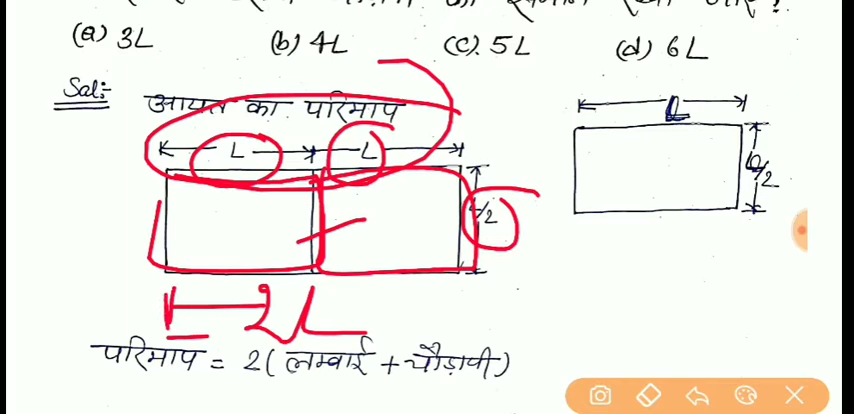 (a) 3L (b) 4L (c). 5L (d) 6L
Sol:-
आयत का परिमाप
L L L
L/2 L/2
2L
परिमाप = 2( लम्बाई + चौड़ायी)